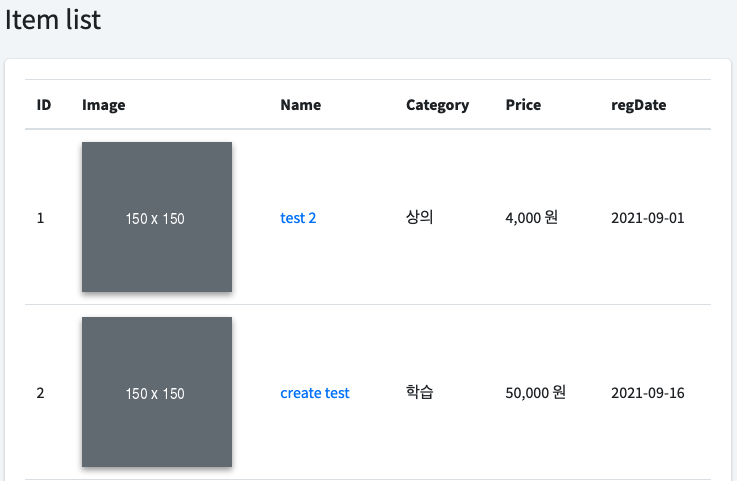 Item list
ID Image Name Category Price regDate
1 150 x 150 test 2 상의 4,000 원 2021-09-01
2 150 x 150 create test 학습 50,000 원 2021-09-16